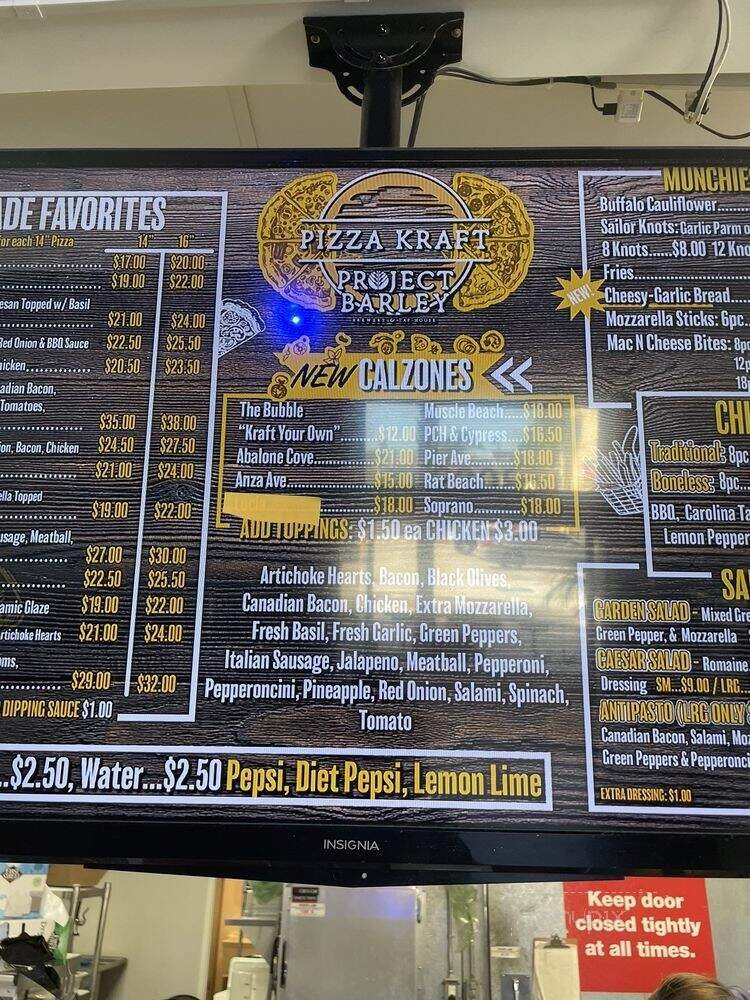 ADE FAVORITES
for each 14" Pizza 14" 16"
$17.00 $20.00
$19.00 $22.00
esan Topped w/ Basil
$21.00 $24.00
Red Onion & BBQ Sauce $22.50 $25.50
icken, $20.50 $23.50
adian Bacon,
Tomatoes,
$35.00 $38.00
ion, Bacon, Chicken $24.50 $27.50
$21.00 $24.00
ella Topped
$19.00 $22.00
usage, Meatball,
$27.00 $30.00
$22.50 $25.50
amic Glaze $19.00 $22.00
rtichoke Hearts $21.00 $24.00
oms,
$29.00 $32.00
DIPPING SAUCE $1.00
PIZZA KRAFT
PROJECT
BARLEY
BREWERY & TAP HOUSE
NEW CALZONES
The Bubble
"Kraft Your Own"..........$12.00
Abalone Cove..............$21.00
Anza Ave..................$15.00
$18.00
Muscle Beach.....$18.00
PCH & Cypress...$16.50
Pier Ave..........$18.00
Rat Beach........$16.50
Soprano..........$18.00
ADD TOPPINGS: $1.50 ea CHICKEN $3.00
Artichoke Hearts, Bacon, Black Olives,
Canadian Bacon, Chicken, Extra Mozzarella,
Fresh Basil, Fresh Garlic, Green Peppers,
Italian Sausage, Jalapeno, Meatball, Pepperoni,
Pepperoncini, Pineapple, Red Onion, Salami, Spinach,
Tomato
...$2.50, Water...$2.50 Pepsi, Diet Pepsi, Lemon Lime
MUNCHIE
Buffalo Cauliflower......
Sailor Knots: Garlic Parm o
8 Knots......$8.00 12 Kno
Fries
NEW!
Cheesy-Garlic Bread....
Mozzarella Sticks: 6pc.
Mac N Cheese Bites: 8pc
12p
18
CHI
Traditional: 8pc
Boneless: 8pc...
BBQ, Carolina Ta
Lemon Pepper
SA
GARDEN SALAD - Mixed Gre
Green Pepper, & Mozzarella
CAESAR SALAD - Romaine
Dressing SM...$9.00 / LRG...
ANTIPASTO (LRG ONLY
Canadian Bacon, Salami, Moz
Green Peppers & Pepperonci
EXTRA DRESSING: $1.00
INSIGNIA
Keep door
closed tightly
at all times.